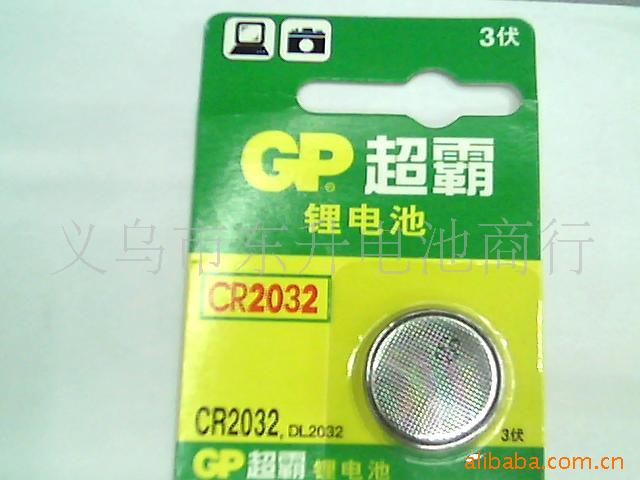 3伏
GP 超霸
锂电池
义乌市东升电池商行
CR2032
CR2032, DL2032
3伏
GP 超霸 锂电池
alibaba.com.cn